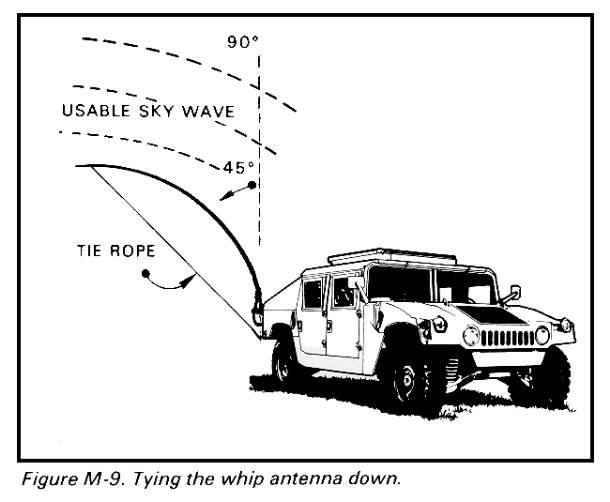 90°
USABLE SKY WAVE
45°
TIE ROPE
Figure M-9. Tying the whip antenna down.